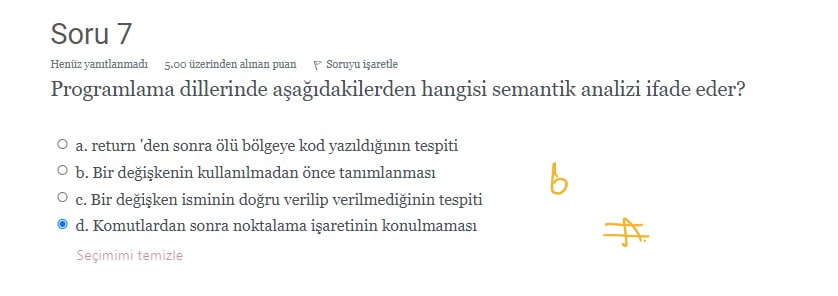 Soru 7
Henüz yanıtlanmadı 5.00 üzerinden alınan puan Soruyu işaretle
Programlama dillerinde aşağıdakilerden hangisi semantik analizi ifade eder?
a. return 'den sonra ölü bölgeye kod yazıldığının tespiti
b. Bir değişkenin kullanılmadan önce tanımlanması
b
c. Bir değişken isminin doğru verilip verilmediğinin tespiti
d. Komutlardan sonra noktalama işaretinin konulmaması
Seçimimi temizle